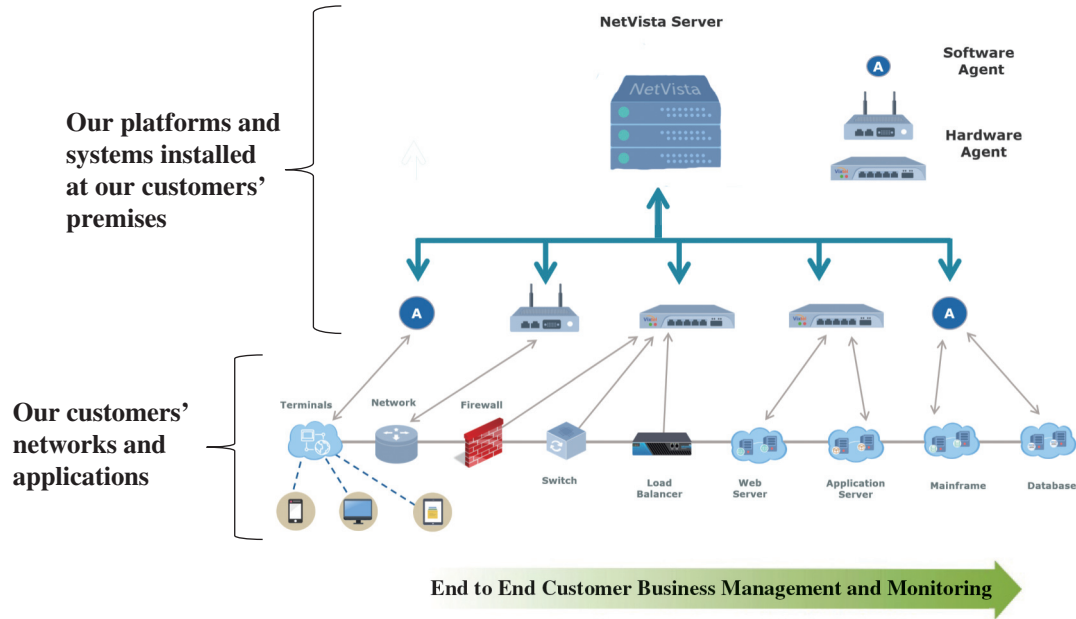 NetVista Server
Software
Agent
NetVista
A
Hardware
Agent
Our platforms and
systems installed
at our customers’
premises
A
A
Our customers’
networks and
applications
Terminals
Network
Firewall
Switch
Load
Balancer
Web
Server
Application
Server
Mainframe
Database
End to End Customer Business Management and Monitoring